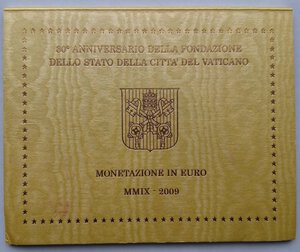 80° ANNIVERSARIO DELLA FONDAZIONE
DELLO STATO DELLA CITTA' DEL VATICANO
MONETAZIONE IN EURO
MMIX - 2009